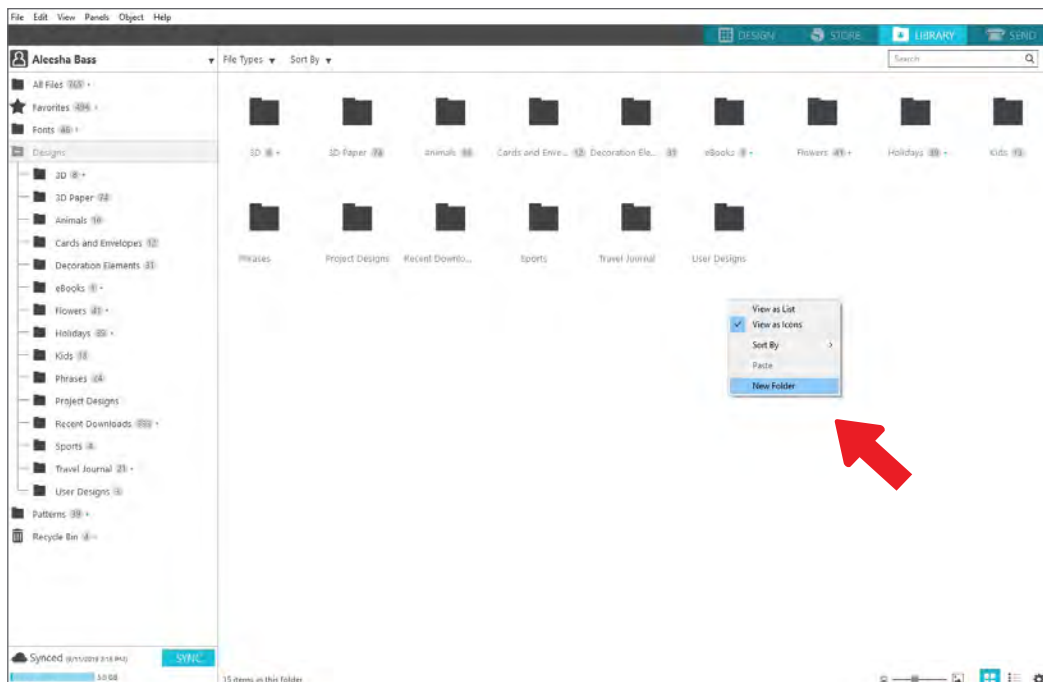 File Edit View Panels Object Help
DESIGN STORE LIBRARY SEND
Aleesha Bass
File Types Sort By
Search
All Files
Favorites
Fonts
Designs
3D
3D Paper
Animals
Cards and Envelopes
Decoration Elements
eBooks
Flowers
Holidays
Kids
Phrases
Project Designs
Recent Downloads
Sports
Travel Journal 21
User Designs
Patterns
Recycle Bin
3D 3D Paper Animals Cards and Enve... Decoration Ele... eBooks Flowers Holidays Kids
Phrases Project Designs Recent Downlo... Sports Travel Journal User Designs
View as List
View as Icons
Sort By
Paste
New Folder
Synced
SYNC
15 items in this folder